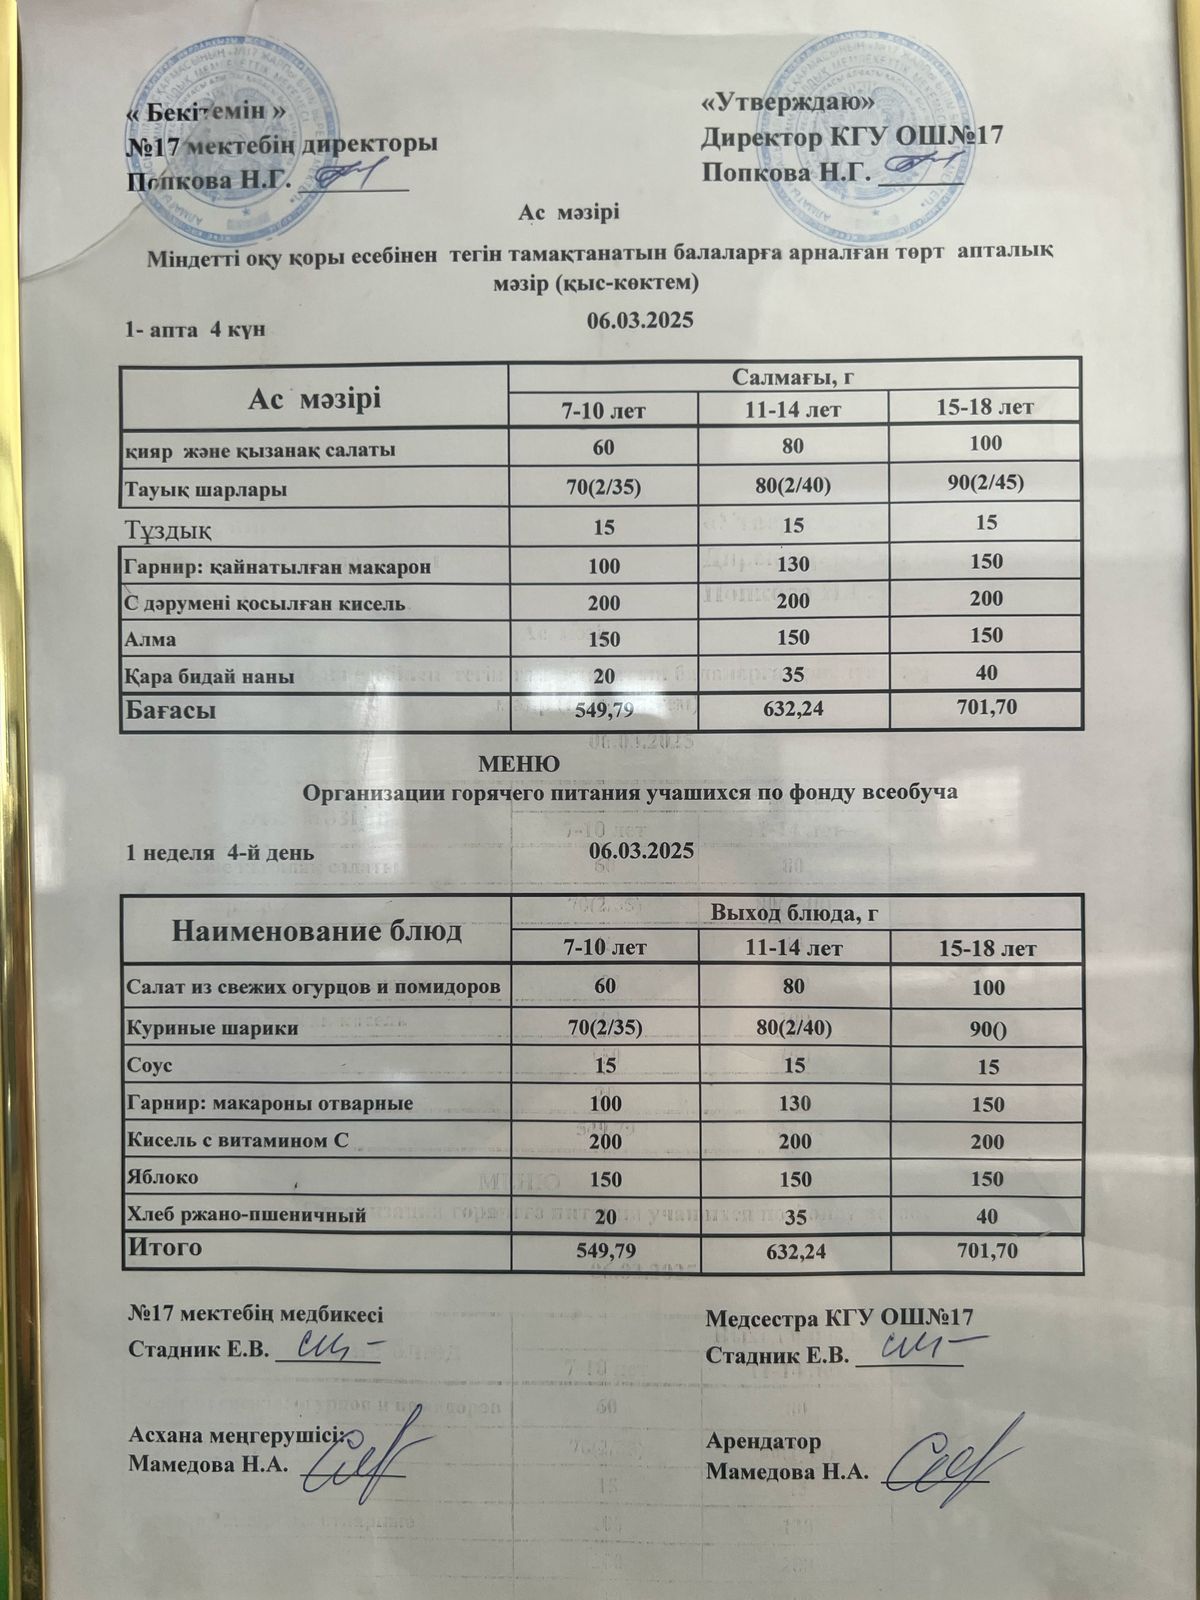 « Бекітемін »
№17 мектебің директоры
Попкова Н.Г.
«Утверждаю»
Директор КГУ ОШ№17
Попкова Н.Г.
Ас мәзірі
Міндетті оқу қоры есебінен тегін тамақтанатын балаларға арналған төрт апталық
мәзір (қыс-көктем)
1- апта 4 күн 06.03.2025
Ас мәзірі Салмағы, г
7-10 лет 11-14 лет 15-18 лет
қияр және қызанақ салаты 60 80 100
Тауық шарлары 70(2/35) 80(2/40) 90(2/45)
Тұздық 15 15 15
Гарнир: қайнатылған макарон 100 130 150
С дәрумені қосылған кисель 200 200 200
Алма 150 150 150
Қара бидай наны 20 35 40
Бағасы 549,79 632,24 701,70
МЕНЮ
Организации горячего питания учашихся по фонду всеобуча
1 неделя 4-й день 06.03.2025
Наименование блюд Выход блюда, г
7-10 лет 11-14 лет 15-18 лет
Салат из свежих огурцов и помидоров 60 80 100
Куриные шарики 70(2/35) 80(2/40) 90()
Соус 15 15 15
Гарнир: макароны отварные 100 130 150
Кисель с витамином С 200 200 200
Яблоко 150 150 150
Хлеб ржано-пшеничный 20 35 40
Итого 549,79 632,24 701,70
№17 мектебің медбикесі
Стадник Е.В.
Медсестра КГУ ОШ№17
Стадник Е.В.
Асхана меңгерушісі:
Мамедова Н.А.
Арендатор
Мамедова Н.А.